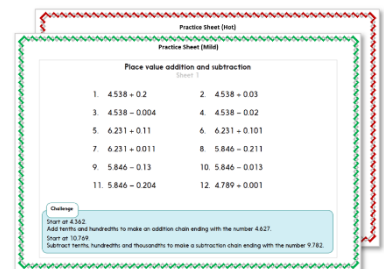 Practice Sheet (Hot)
Practice Sheet (Mild)
Place value addition and subtraction
Sheet 1
1. 4.538 + 0.2 2. 4.538 + 0.03
3. 4.538 – 0.004 4. 4.538 – 0.02
5. 6.231 + 0.11 6. 6.231 + 0.101
7. 6.231 + 0.011 8. 5.846 – 0.211
9. 5.846 – 0.13 10. 5.846 – 0.013
11. 5.846 – 0.204 12. 4.789 + 0.001
Challenge
Start at 4.362.
Add tenths and hundredths to make an addition chain ending with the number 4.627.
Start at 10.769.
Subtract tenths, hundredths and thousandths to make a subtraction chain ending with the number 9.782.